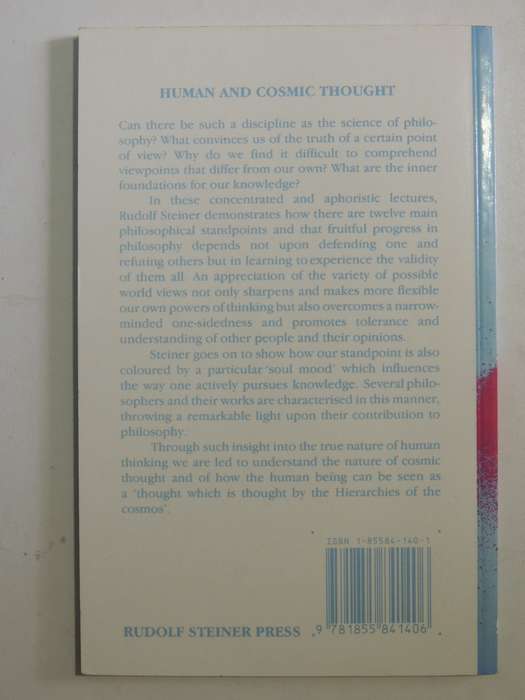 HUMAN AND COSMIC THOUGHT
Can there be such a discipline as the science of philo-
sophy? What convinces us of the truth of a certain point
of view? Why do we find it difficult to comprehend
viewpoints that differ from our own? What are the inner
foundations for our knowledge?
In these concentrated and aphoristic lectures,
Rudolf Steiner demonstrates how there are twelve main
philosophical standpoints and that fruitful progress in
philosophy depends not upon defending one and
refuting others but in learning to experience the validity
of them all. An appreciation of the variety of possible
world views not only sharpens and makes more flexible
our own powers of thinking but also overcomes a narrow-
minded one-sidedness and promotes tolerance and
understanding of other people and their opinions.
Steiner goes on to show how our standpoint is also
coloured by a particular 'soul mood' which influences
the way one actively pursues knowledge. Several philo-
sophers and their works are characterised in this manner,
throwing a remarkable light upon their contribution to
philosophy.
Through such insight into the true nature of human
thinking we are led to understand the nature of cosmic
thought and of how the human being can be seen as
a 'thought which is thought by the Hierarchies of the
cosmos'.
ISBN 1-85584-140-1
RUDOLF STEINER PRESS
9 781855 841406